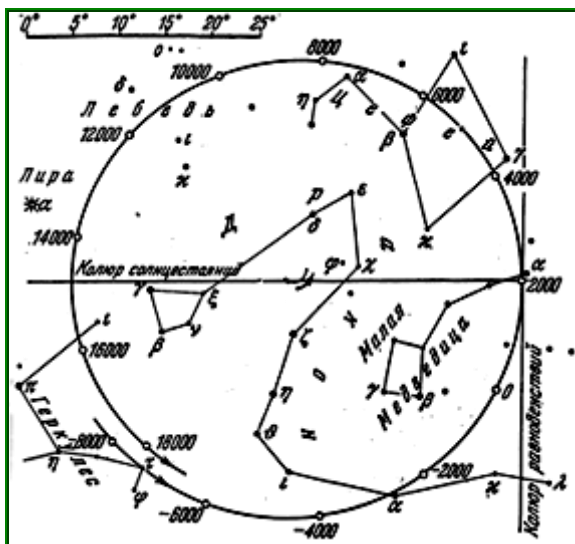 0° 5° 10° 15° 20° 25°
8000
10000
6000
12000
4000
14000
2000
16000
0
18000
-2000
-4000
-6000
-8000
Лебедь
Цефей
Лира
α
Дракон
Колюр солнцестояний
Малая
Медведица
Колюр равноденствий
Геркулес
ο
δ
ι
κ
η
α
β
ι
γ
κ
ρ
δ
ε
φ
χ
α
γ
ξ
β
ν
ζ
η
θ
ι
α
κ
λ
γ
β
ι
π
η
τ
φ